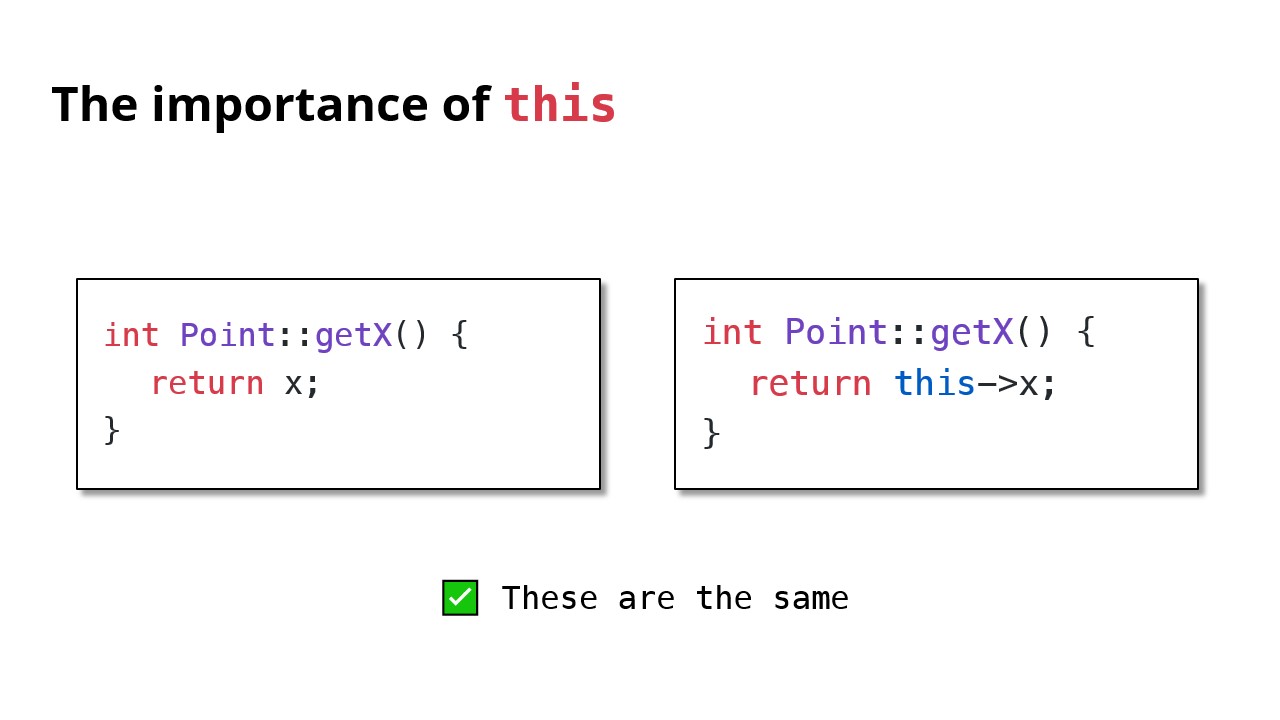 The importance of this
int Point::getX() {
return x;
}
int Point::getX() {
return this->x;
}
These are the same